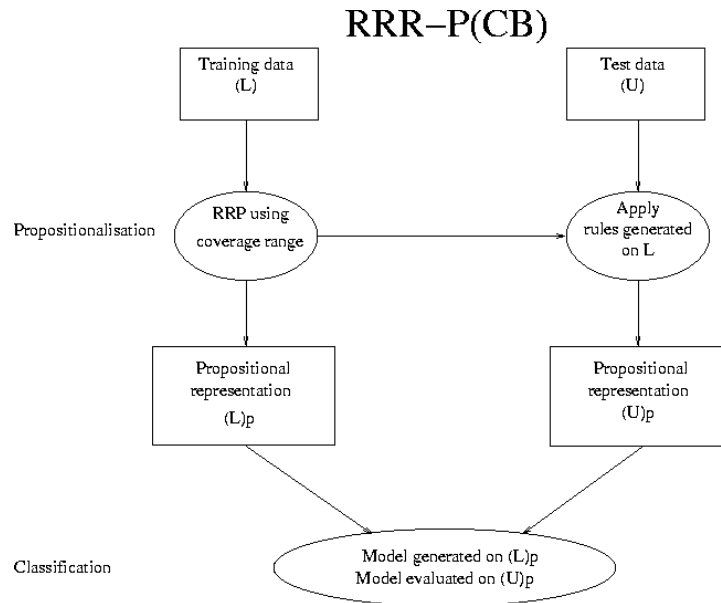 RRR–P(CB)
Training data
(L)
Test data
(U)
Propositionalisation
RRP using
coverage range
Apply
rules generated
on L
Propositional
representation
(L)p
Propositional
representation
(U)p
Classification
Model generated on (L)p
Model evaluated on (U)p